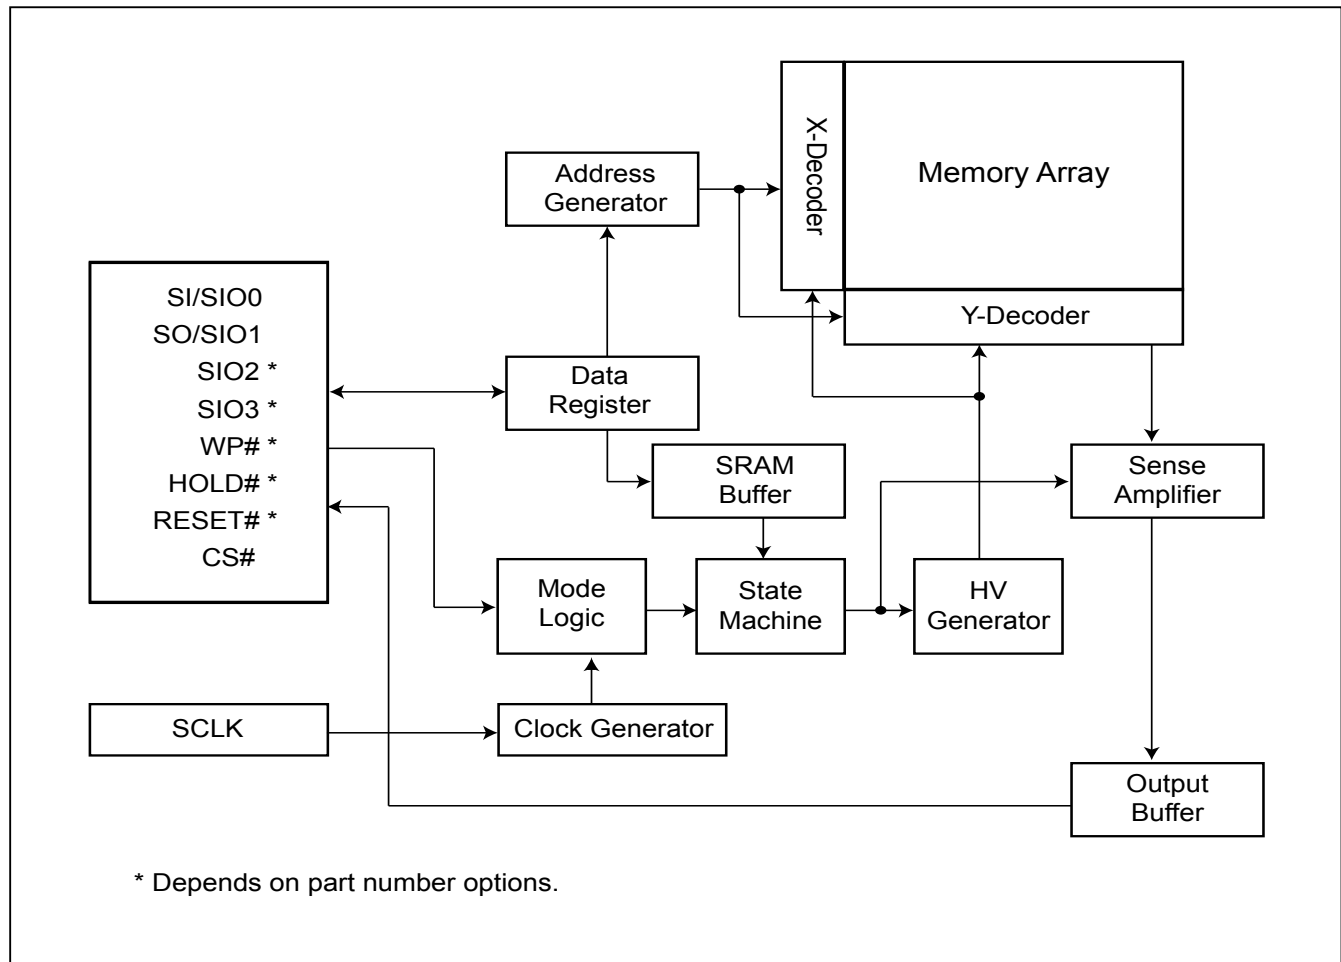 X-Decoder
Memory Array
Address
Generator
SI/SIO0
SO/SIO1
SIO2 *
SIO3 *
WP# *
HOLD# *
RESET# *
CS#
Y-Decoder
Data
Register
SRAM
Buffer
Sense
Amplifier
Mode
Logic
State
Machine
HV
Generator
SCLK
Clock Generator
Output
Buffer
* Depends on part number options.